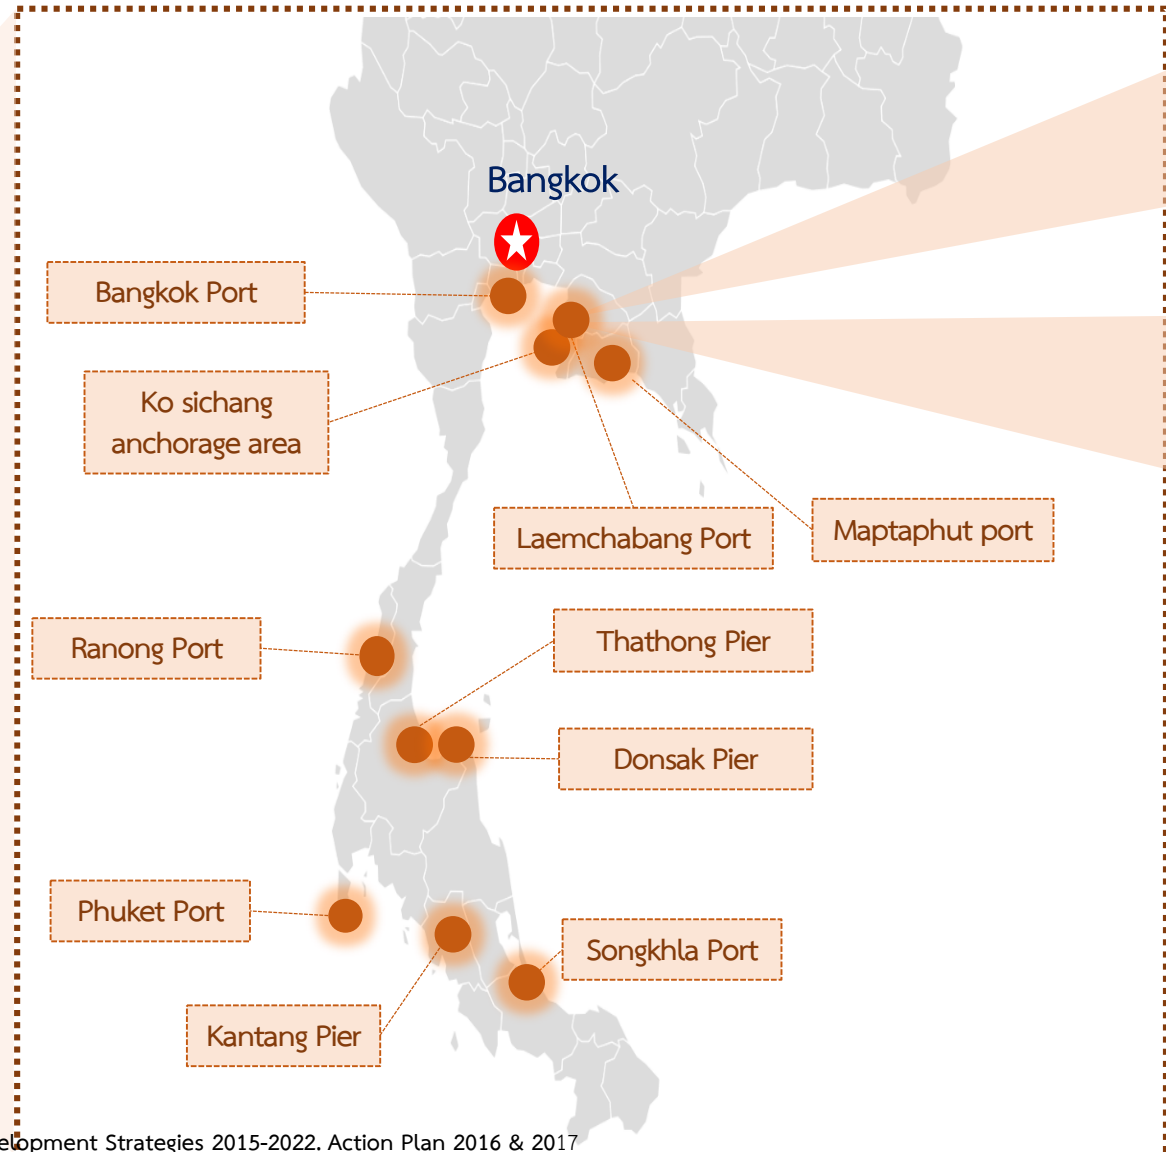 Bangkok
Bangkok Port
Ko sichang
anchorage area
Laemchabang Port
Maptaphut port
Ranong Port
Thathong Pier
Donsak Pier
Phuket Port
Songkhla Port
Kantang Pier
Strategies 2015-2022. Action Plan 2016 & 2017